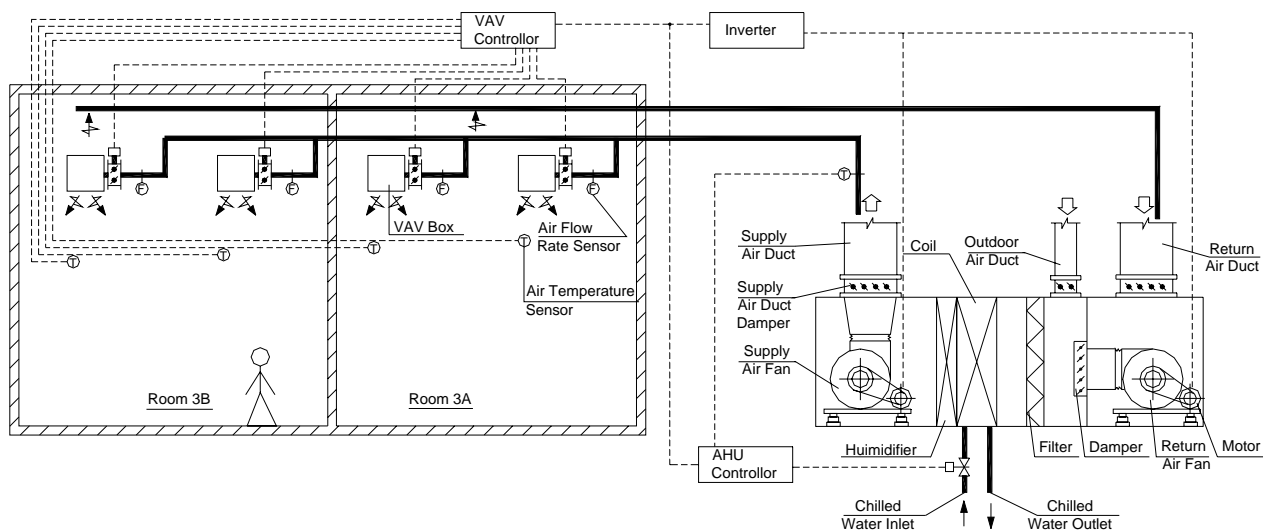 VAV
Controllor
Inverter
F
F
F
F
T
VAV Box
Air Flow
Rate Sensor
T
T
T
T
Air Temperature
Sensor
Supply
Air Duct
Coil
Outdoor
Air Duct
Return
Air Duct
Supply
Air Duct
Damper
Supply
Air Fan
Room 3B
Room 3A
Huimidifier
Filter
Damper
Return
Air Fan
Motor
AHU
Controllor
Chilled
Water Inlet
Chilled
Water Outlet